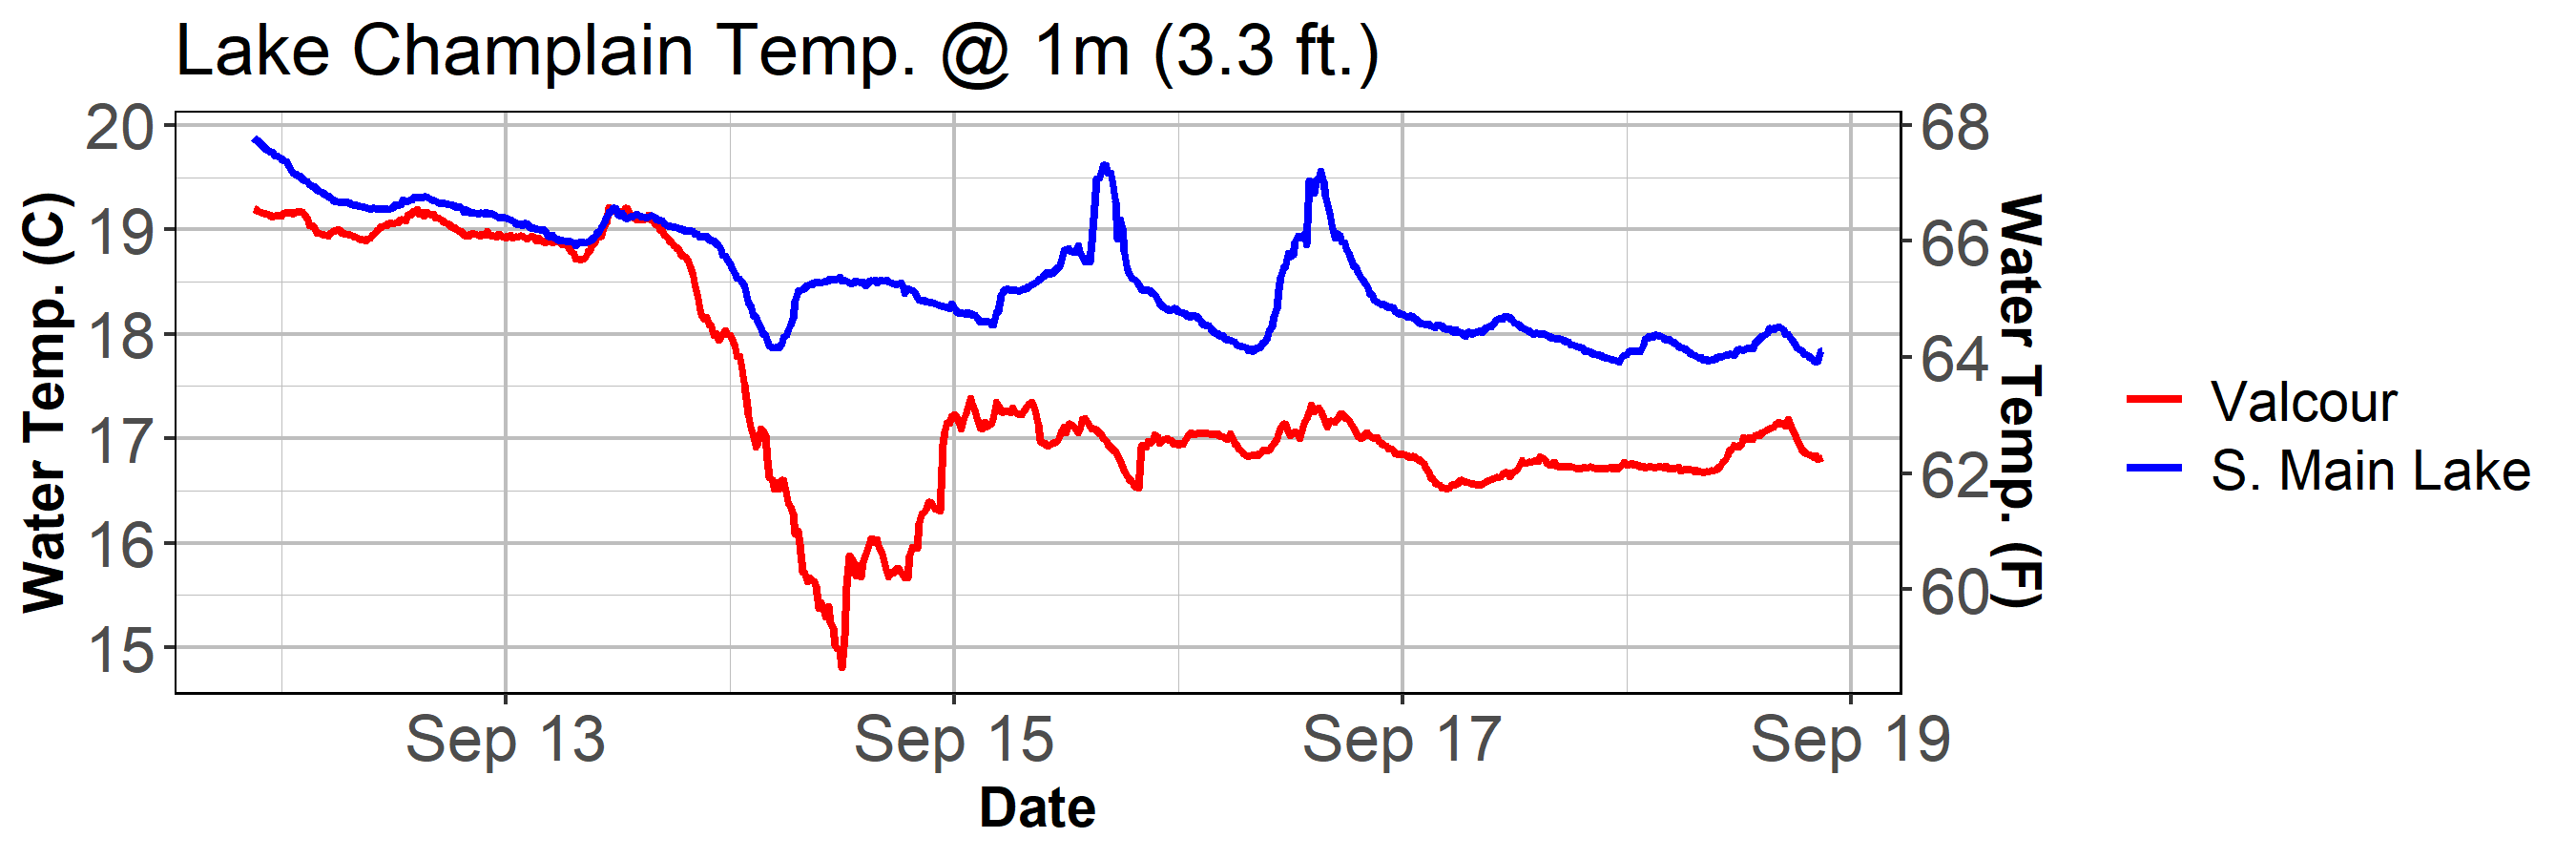 Lake Champlain Temp. @ 1m (3.3 ft.)
Water Temp. (C)
20
19
18
17
16
15
68
66
64
62
60
Water Temp. (F)
Sep 13
Sep 15
Sep 17
Sep 19
Date
Valcour
S. Main Lake